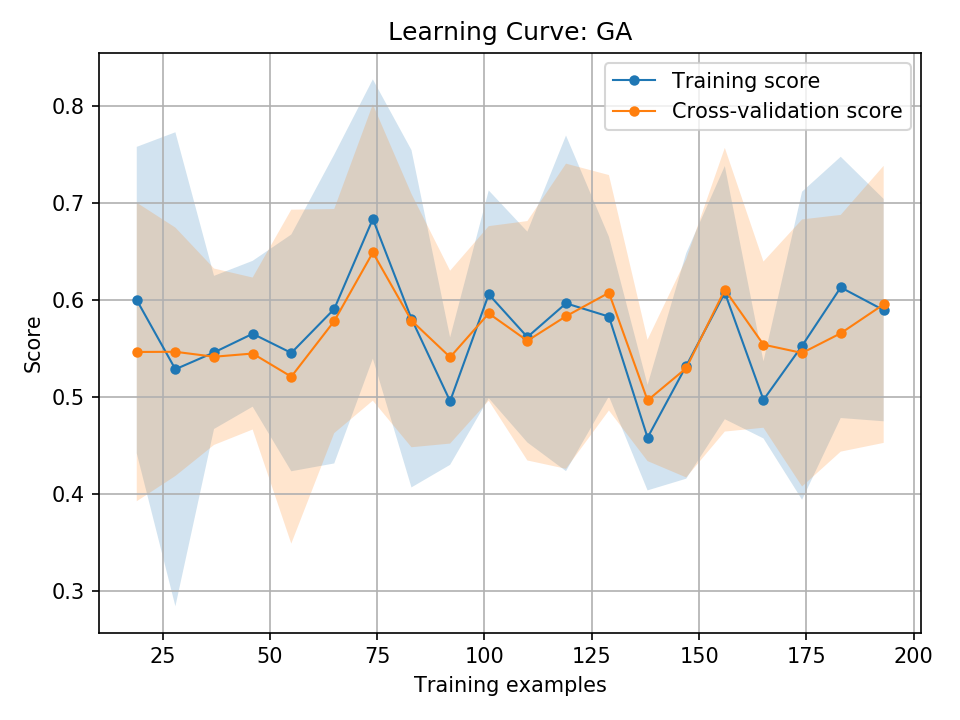 Learning Curve: GA
Training score
Cross-validation score
0.8
0.7
0.6
0.5
0.4
0.3
Score
25 50 75 100 125 150 175 200
Training examples